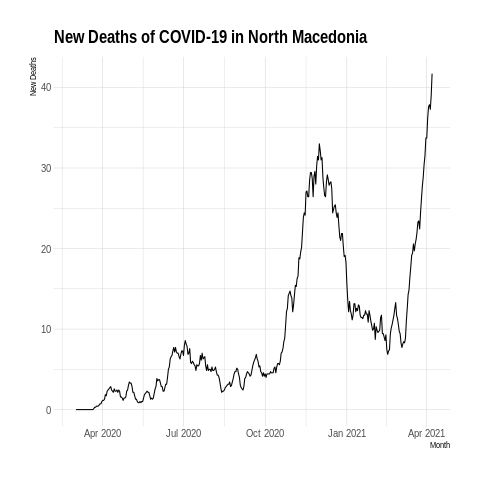 New Deaths of COVID-19 in North Macedonia
New Deaths
40
30
20
10
0
Apr 2020 Jul 2020 Oct 2020 Jan 2021 Apr 2021
Month